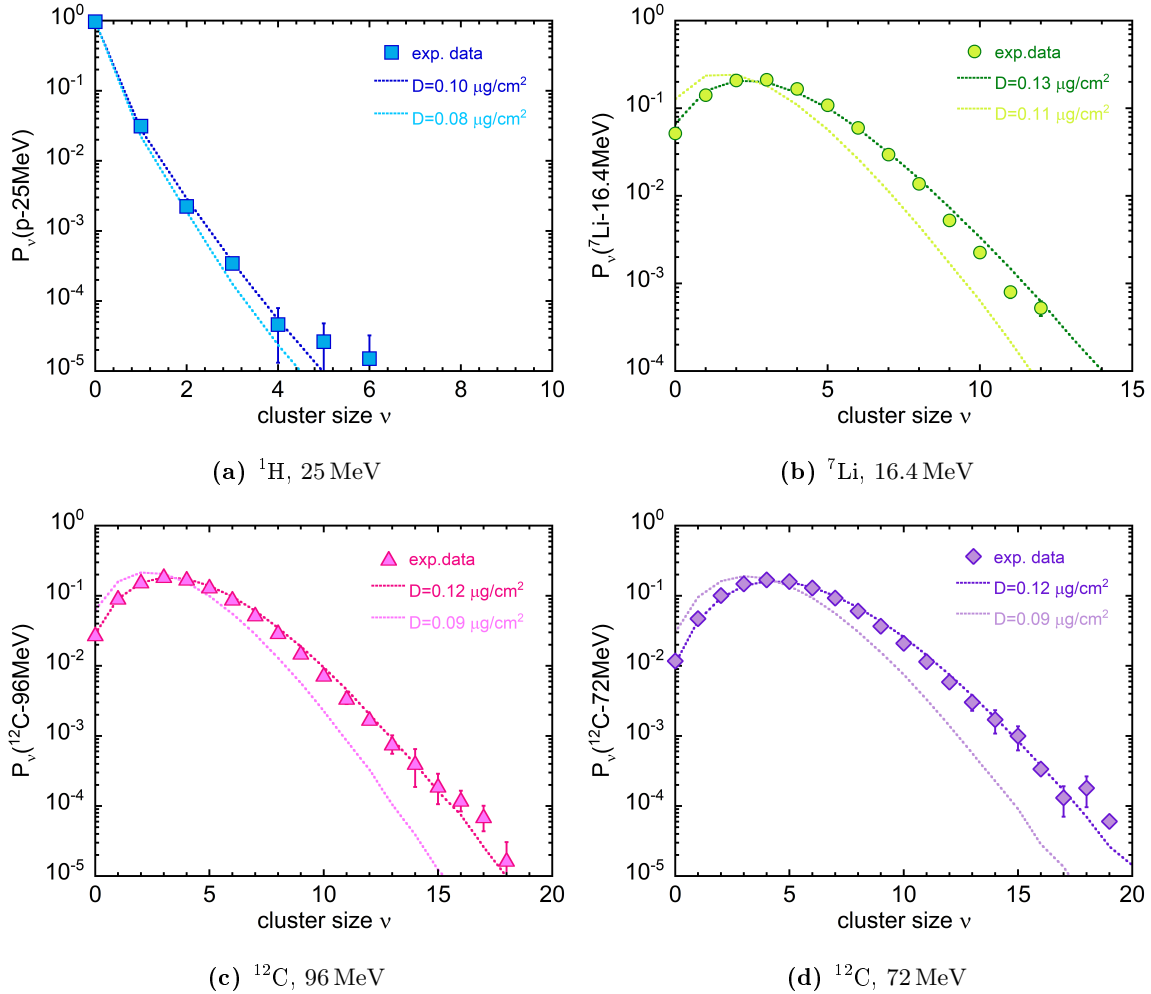 10^0
10^-1
10^-2
10^-3
10^-4
10^-5
P_ν(p-25MeV)
exp. data
D=0.10 μg/cm²
D=0.08 μg/cm²
0 2 4 6 8 10
cluster size ν
(a) ¹H, 25 MeV
10^0
10^-1
10^-2
10^-3
10^-4
P_ν(⁷Li-16.4MeV)
exp.data
D=0.13 μg/cm²
D=0.11 μg/cm²
0 5 10 15
cluster size ν
(b) ⁷Li, 16.4 MeV
10^0
10^-1
10^-2
10^-3
10^-4
10^-5
P_ν(¹²C-96MeV)
exp.data
D=0.12 μg/cm²
D=0.09 μg/cm²
0 5 10 15 20
cluster size ν
(c) ¹²C, 96 MeV
10^0
10^-1
10^-2
10^-3
10^-4
10^-5
P_ν(¹²C-72MeV)
exp. data
D=0.12 μg/cm²
D=0.09 μg/cm²
0 5 10 15 20
cluster size ν
(d) ¹²C, 72 MeV